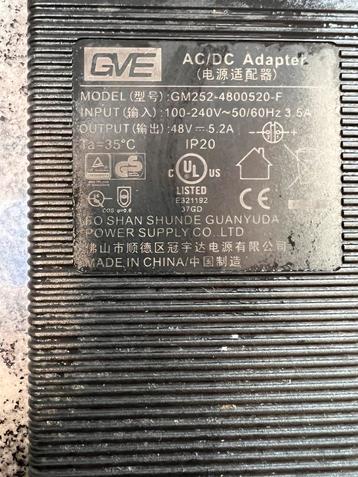 GVE
AC/DC Adapter
(电源适配器)
MODEL(型号):GM252-4800520-F
INPUT(输入):100-240V~50/60Hz 3.5A
OUTPUT(输出):48V⎓5.2A
Ta=35°C
IP20
C UL US
LISTED
E321192
37GD
FO SHAN SHUNDE GUANYUDA
POWER SUPPLY CO.,LTD
佛山市顺德区冠宇达电源有限公司
MADE IN CHINA/中国制造